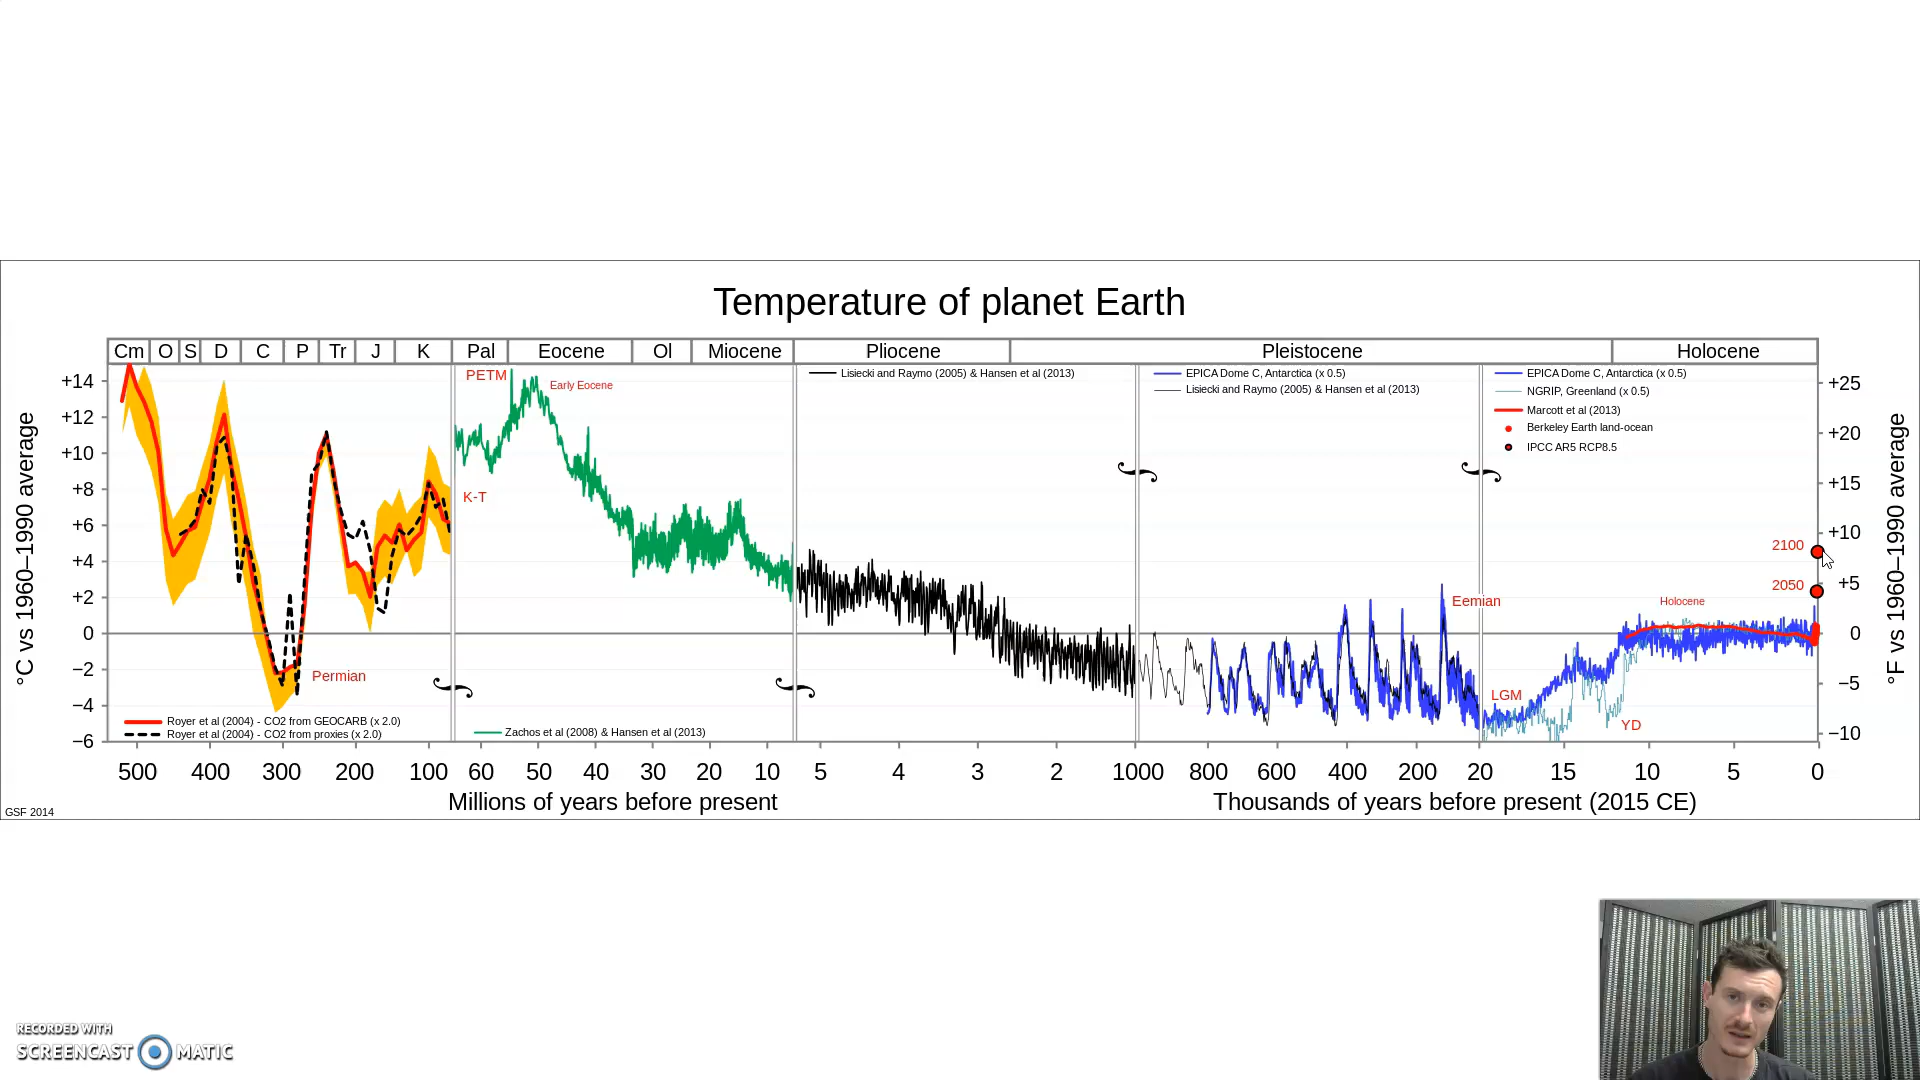 Temperature of planet Earth
Cm O S D C P Tr J K Pal Eocene Ol Miocene Pliocene Pleistocene Holocene
°C vs 1960–1990 average
+14
+12
+10
+8
+6
+4
+2
0
−2
−4
−6
PETM
Early Eocene
K-T
Permian
Royer et al (2004) - CO2 from GEOCARB (x 2.0)
Royer et al (2004) - CO2 from proxies (x 2.0)
Zachos et al (2008) & Hansen et al (2013)
Lisiecki and Raymo (2005) & Hansen et al (2013)
EPICA Dome C, Antarctica (x 0.5)
Lisiecki and Raymo (2005) & Hansen et al (2013)
EPICA Dome C, Antarctica (x 0.5)
NGRIP, Greenland (x 0.5)
Marcott et al (2013)
Berkeley Earth land-ocean
IPCC AR5 RCP8.5
2100
2050
Eemian
Holocene
LGM
YD
+25
+20
+15
+10
+5
0
−5
−10
°F vs 1960–1990 average
500 400 300 200 100 60 50 40 30 20 10 5 4 3 2 1000 800 600 400 200 20 15 10 5 0
Millions of years before present
Thousands of years before present (2015 CE)
GSF 2014
RECORDED WITH
SCREENCAST MATIC